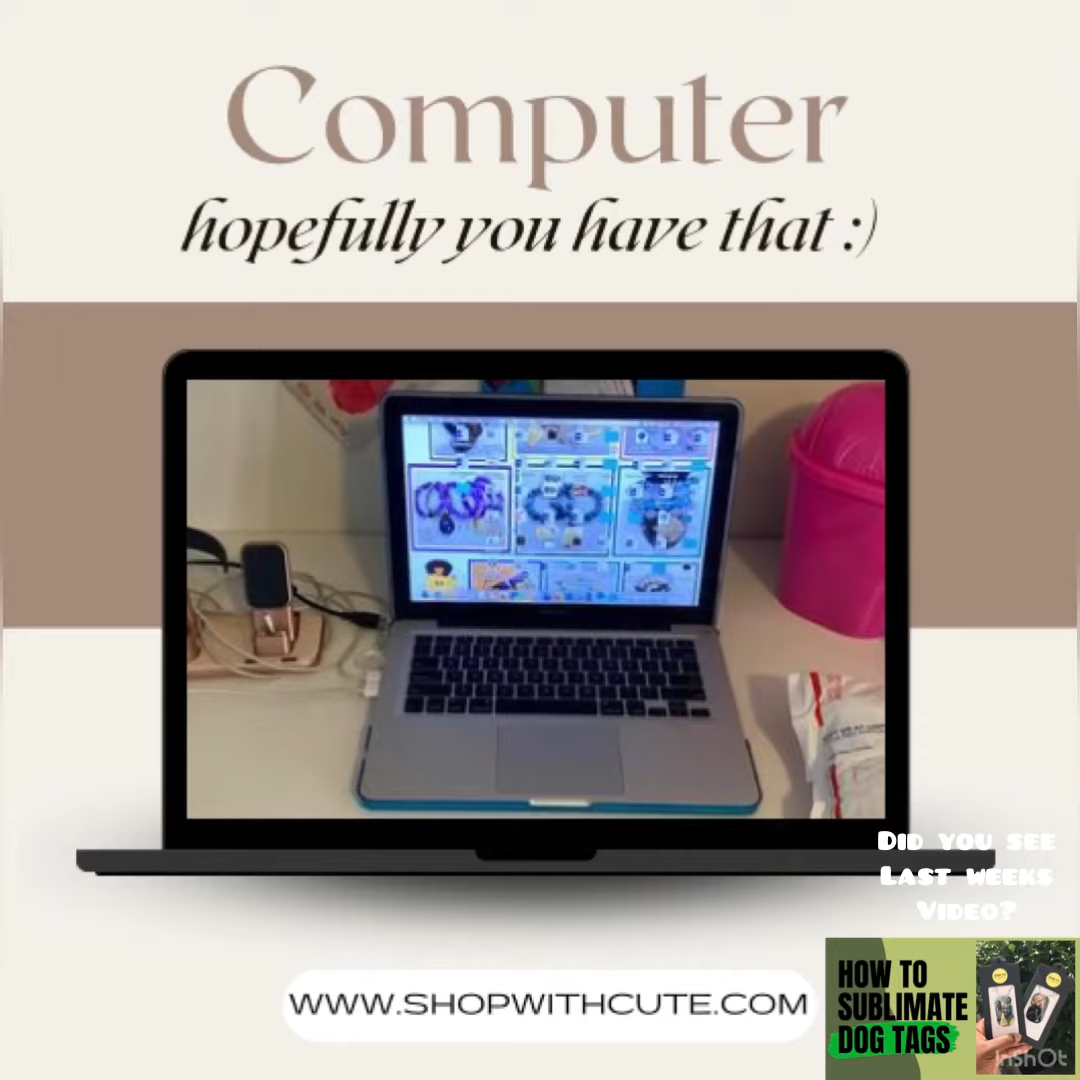 Computer
hopefully you have that :)
Did you see
Last weeks
Video?
HOW TO
SUBLIMATE
DOG TAGS
InShOt
WWW.SHOPWITHCUTE.COM